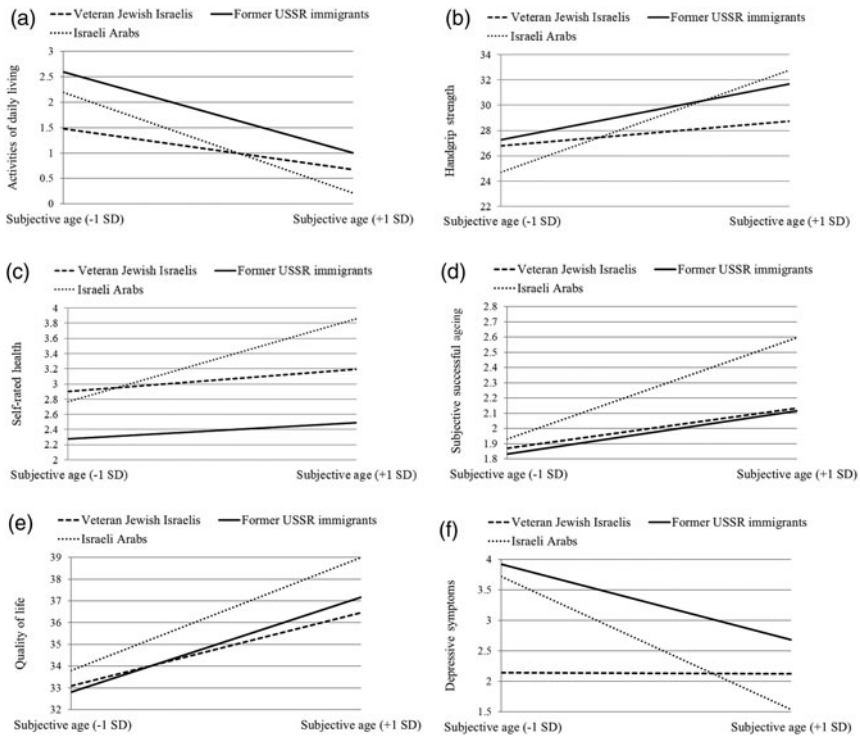 (a)
Veteran Jewish Israelis
Former USSR immigrants
Israeli Arabs
Activities of daily living
3
2.5
2
1.5
1
0.5
0
Subjective age (-1 SD)
Subjective age (+1 SD)
(b)
Veteran Jewish Israelis
Former USSR immigrants
Israeli Arabs
Handgrip strength
34
32
30
28
26
24
22
Subjective age (-1 SD)
Subjective age (+1 SD)
(c)
Veteran Jewish Israelis
Former USSR immigrants
Israeli Arabs
Self-rated health
4
3.8
3.6
3.4
3.2
3
2.8
2.6
2.4
2.2
2
Subjective age (-1 SD)
Subjective age (+1 SD)
(d)
Veteran Jewish Israelis
Former USSR immigrants
Israeli Arabs
Subjective successful ageing
2.8
2.7
2.6
2.5
2.4
2.3
2.2
2.1
2
1.9
1.8
Subjective age (-1 SD)
Subjective age (+1 SD)
(e)
Veteran Jewish Israelis
Former USSR immigrants
Israeli Arabs
Quality of life
39
38
37
36
35
34
33
32
Subjective age (-1 SD)
Subjective age (+1 SD)
(f)
Veteran Jewish Israelis
Former USSR immigrants
Israeli Arabs
Depressive symptoms
4
3.5
3
2.5
2
1.5
Subjective age (-1 SD)
Subjective age (+1 SD)